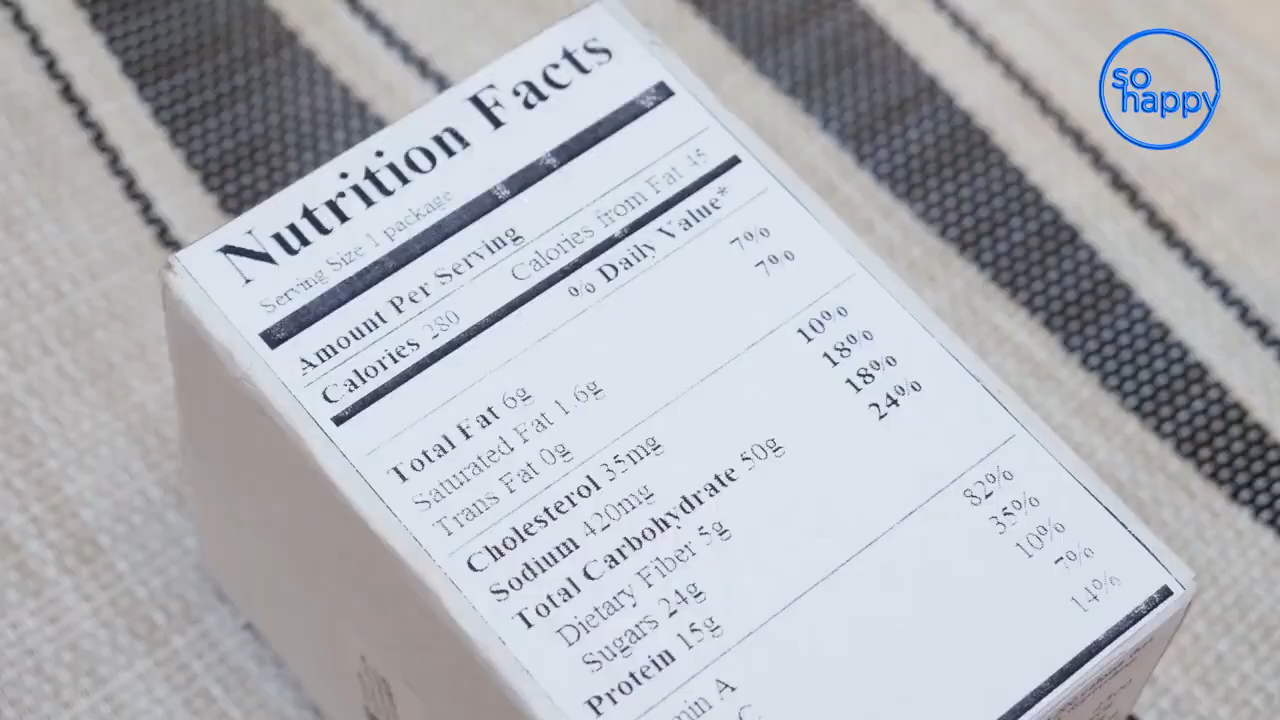 so
happy
Nutrition Facts
Serving Size 1 package
Amount Per Serving
Calories 280 Calories from Fat 45
% Daily Value*
Total Fat 6g 7%
Saturated Fat 1.6g 7%
Trans Fat 0g
Cholesterol 35mg 10%
Sodium 420mg 18%
Total Carbohydrate 50g 18%
Dietary Fiber 5g 24%
Sugars 24g
Protein 15g
82%
min A 35%
C 10%
7%
14%